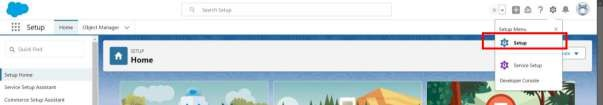 Search Setup
Setup Home Object Manager
Setup Menu
Setup
Service Setup
Developer Console
Quick Find
SETUP
Home
Setup Home
Service Setup Assistant
Commerce Setup Assistant